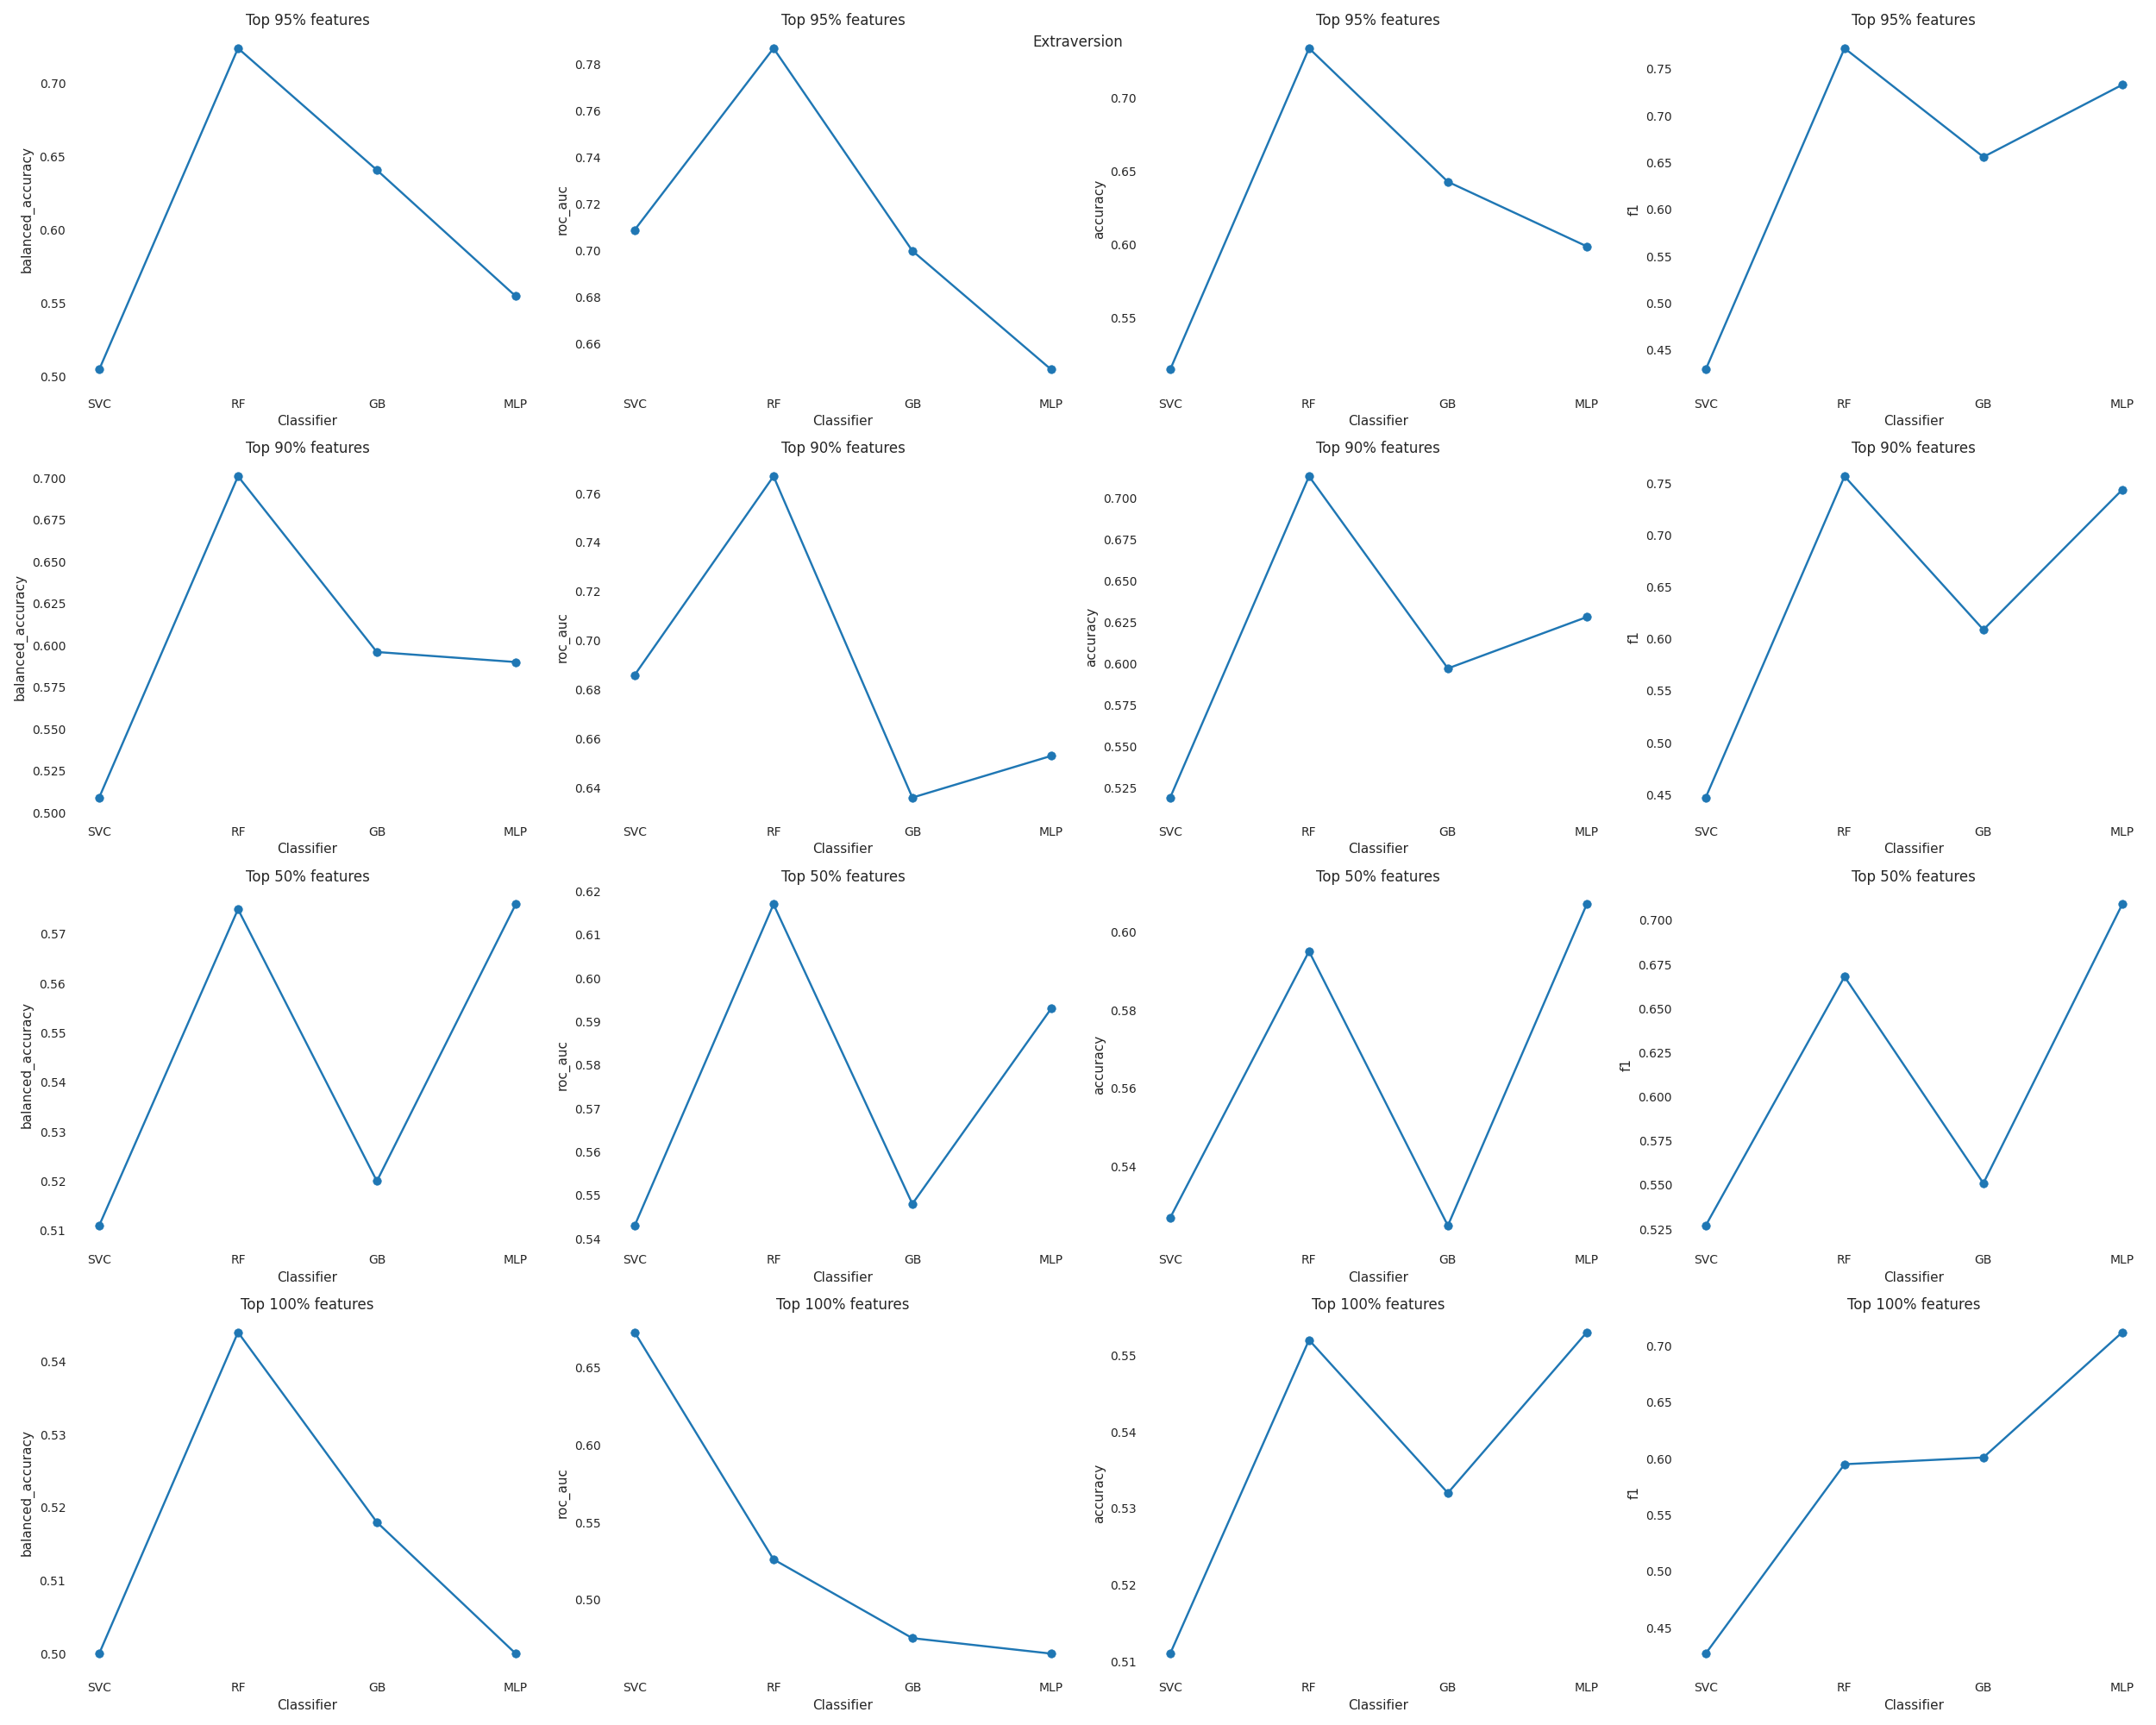 Extraversion
Top 95% features
balanced_accuracy
0.70
0.65
0.60
0.55
0.50
SVC RF GB MLP
Classifier
Top 95% features
roc_auc
0.78
0.76
0.74
0.72
0.70
0.68
0.66
SVC RF GB MLP
Classifier
Top 95% features
accuracy
0.70
0.65
0.60
0.55
SVC RF GB MLP
Classifier
Top 95% features
f1
0.75
0.70
0.65
0.60
0.55
0.50
0.45
SVC RF GB MLP
Classifier
Top 90% features
balanced_accuracy
0.700
0.675
0.650
0.625
0.600
0.575
0.550
0.525
0.500
SVC RF GB MLP
Classifier
Top 90% features
roc_auc
0.76
0.74
0.72
0.70
0.68
0.66
0.64
SVC RF GB MLP
Classifier
Top 90% features
accuracy
0.700
0.675
0.650
0.625
0.600
0.575
0.550
0.525
SVC RF GB MLP
Classifier
Top 90% features
f1
0.75
0.70
0.65
0.60
0.55
0.50
0.45
SVC RF GB MLP
Classifier
Top 50% features
balanced_accuracy
0.57
0.56
0.55
0.54
0.53
0.52
0.51
SVC RF GB MLP
Classifier
Top 50% features
roc_auc
0.62
0.61
0.60
0.59
0.58
0.57
0.56
0.55
0.54
SVC RF GB MLP
Classifier
Top 50% features
accuracy
0.60
0.58
0.56
0.54
SVC RF GB MLP
Classifier
Top 50% features
f1
0.700
0.675
0.650
0.625
0.600
0.575
0.550
0.525
SVC RF GB MLP
Classifier
Top 100% features
balanced_accuracy
0.54
0.53
0.52
0.51
0.50
SVC RF GB MLP
Classifier
Top 100% features
roc_auc
0.65
0.60
0.55
0.50
SVC RF GB MLP
Classifier
Top 100% features
accuracy
0.55
0.54
0.53
0.52
0.51
SVC RF GB MLP
Classifier
Top 100% features
f1
0.70
0.65
0.60
0.55
0.50
0.45
SVC RF GB MLP
Classifier